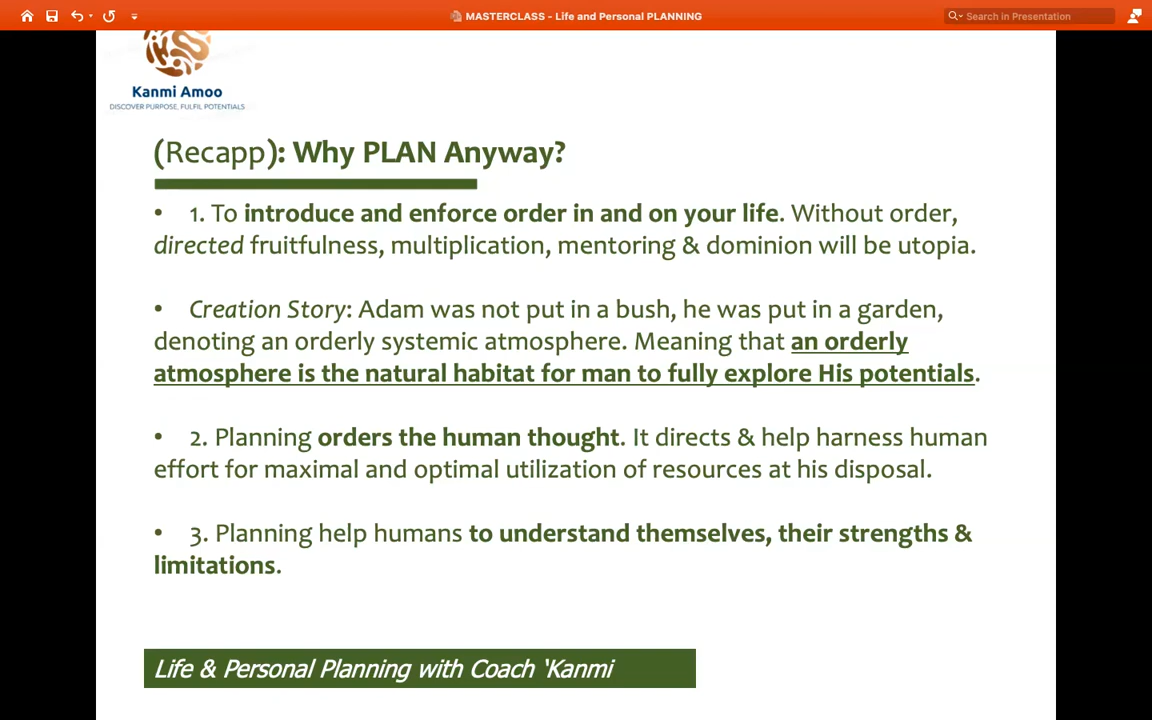 MASTERCLASS - Life and Personal PLANNING
Search in Presentation
Kanmi Amoo
DISCOVER PURPOSE, FULFIL POTENTIALS
(Recapp): Why PLAN Anyway?
• 1. To introduce and enforce order in and on your life. Without order,
directed fruitfulness, multiplication, mentoring & dominion will be utopia.
• Creation Story: Adam was not put in a bush, he was put in a garden,
denoting an orderly systemic atmosphere. Meaning that an orderly
atmosphere is the natural habitat for man to fully explore His potentials.
• 2. Planning orders the human thought. It directs & help harness human
effort for maximal and optimal utilization of resources at his disposal.
• 3. Planning help humans to understand themselves, their strengths &
limitations.
Life & Personal Planning with Coach 'Kanmi